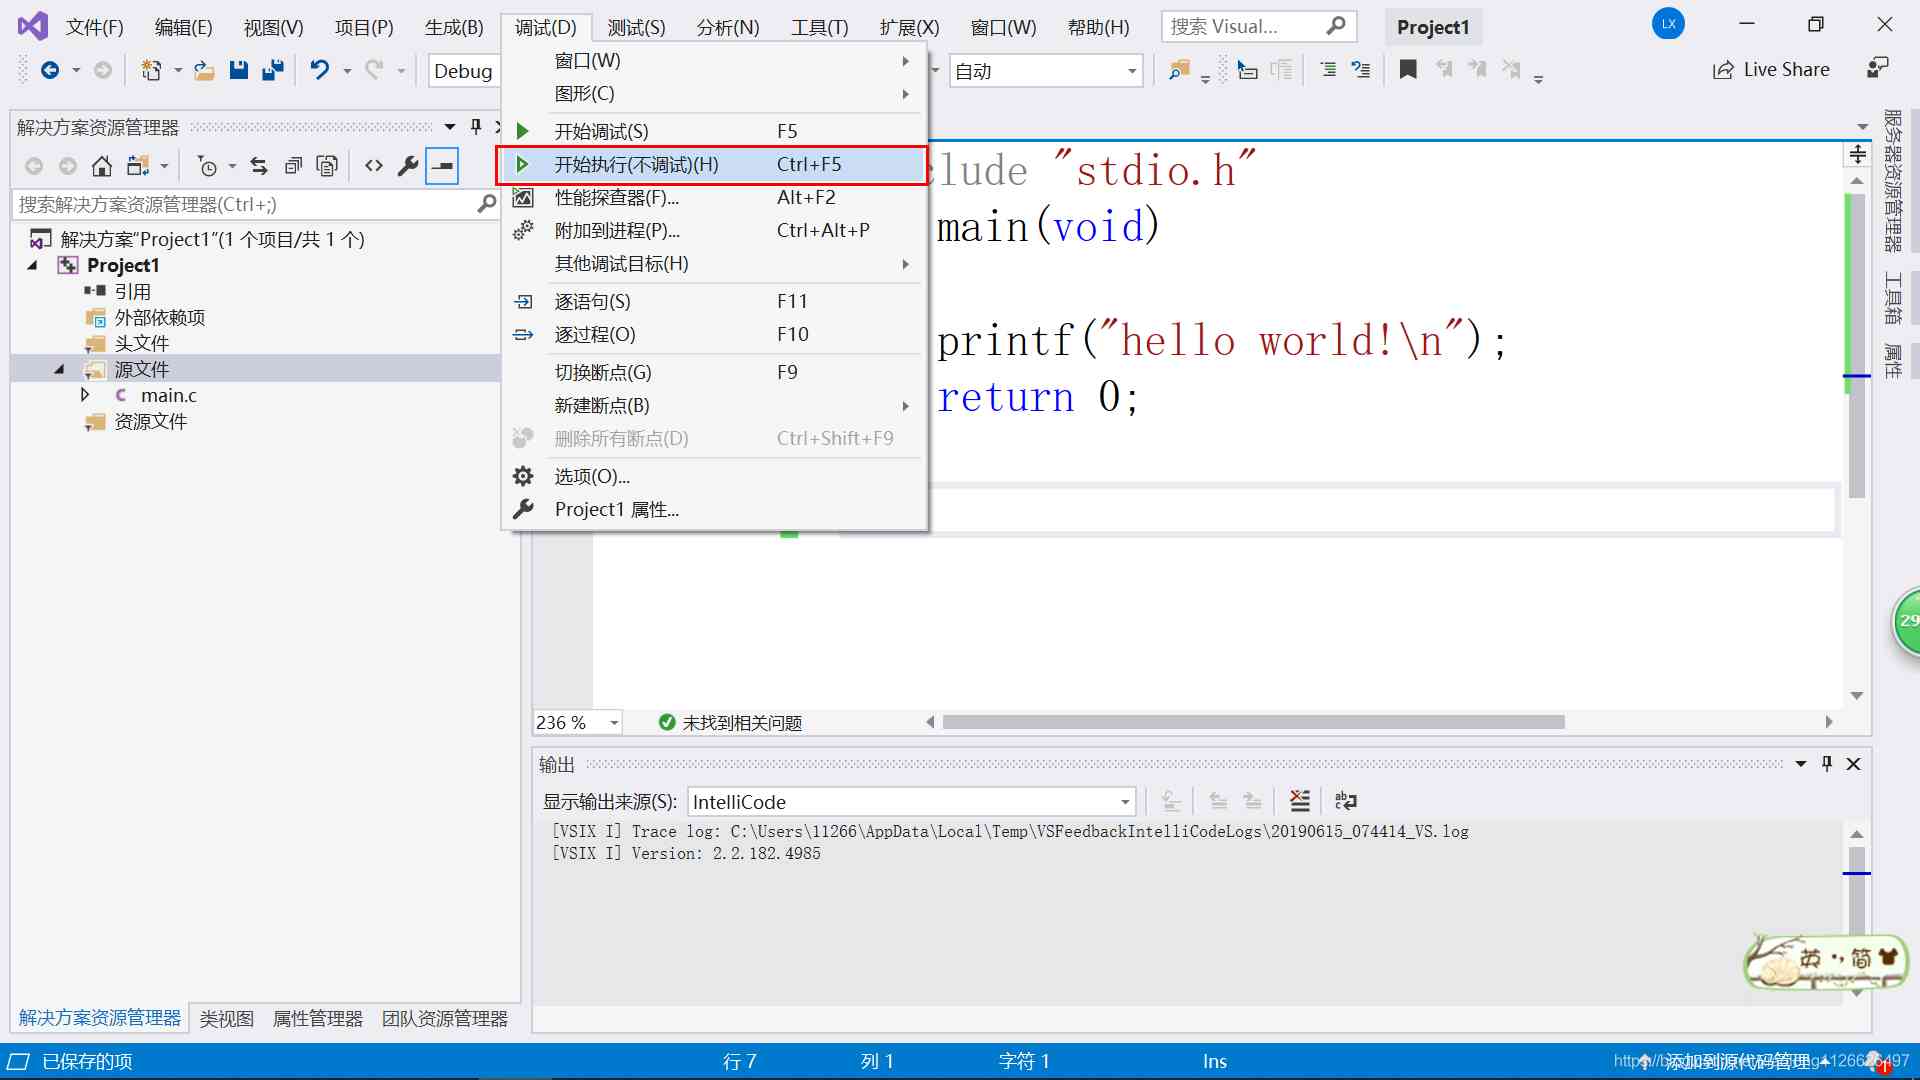 文件(F) 编辑(E) 视图(V) 项目(P) 生成(B) 调试(D) 测试(S) 分析(N) 工具(T) 扩展(X) 窗口(W) 帮助(H) 搜索 Visual... Project1 LX
Debug 自动 Live Share
解决方案资源管理器
搜索解决方案资源管理器(Ctrl+;)
解决方案“Project1”(1 个项目/共 1 个)
Project1
引用
外部依赖项
头文件
源文件
main.c
资源文件
解决方案资源管理器 类视图 属性管理器 团队资源管理器
窗口(W)
图形(C)
开始调试(S) F5
开始执行(不调试)(H) Ctrl+F5
性能探查器(F)... Alt+F2
附加到进程(P)... Ctrl+Alt+P
其他调试目标(H)
逐语句(S) F11
逐过程(O) F10
切换断点(G) F9
新建断点(B)
删除所有断点(D) Ctrl+Shift+F9
选项(O)...
Project1 属性...
clude "stdio.h"
main(void)
printf("hello world!\n");
return 0;
236 % 未找到相关问题
服务器资源管理器
工具箱
属性
29
输出
显示输出来源(S): IntelliCode
[VSIX I] Trace log: C:\Users\11266\AppData\Local\Temp\VSFeedbackIntelliCodeLogs\20190615_074414_VS.log
[VSIX I] Version: 2.2.182.4985
英 ·, 简
已保存的项 行 7 列 1 字符 1 Ins 添加到源代码管理 1